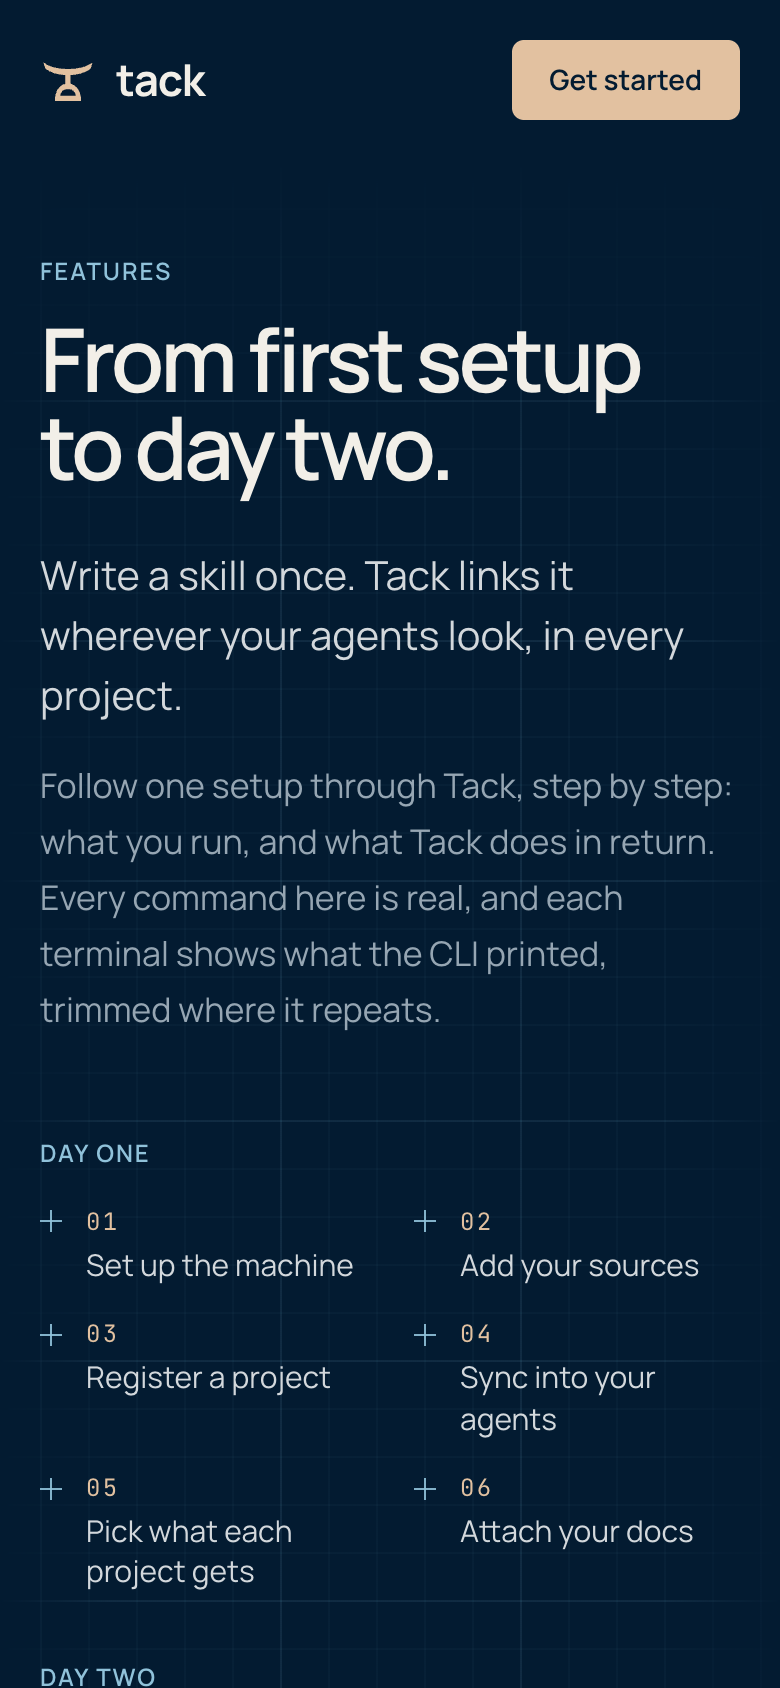 tack
Get started
FEATURES
From first setup
to day two.
Write a skill once. Tack links it
wherever your agents look, in every
project.
Follow one setup through Tack, step by step:
what you run, and what Tack does in return.
Every command here is real, and each
terminal shows what the CLI printed,
trimmed where it repeats.
DAY ONE
01
Set up the machine
02
Add your sources
03
Register a project
04
Sync into your
agents
05
Pick what each
project gets
06
Attach your docs
DAY TWO